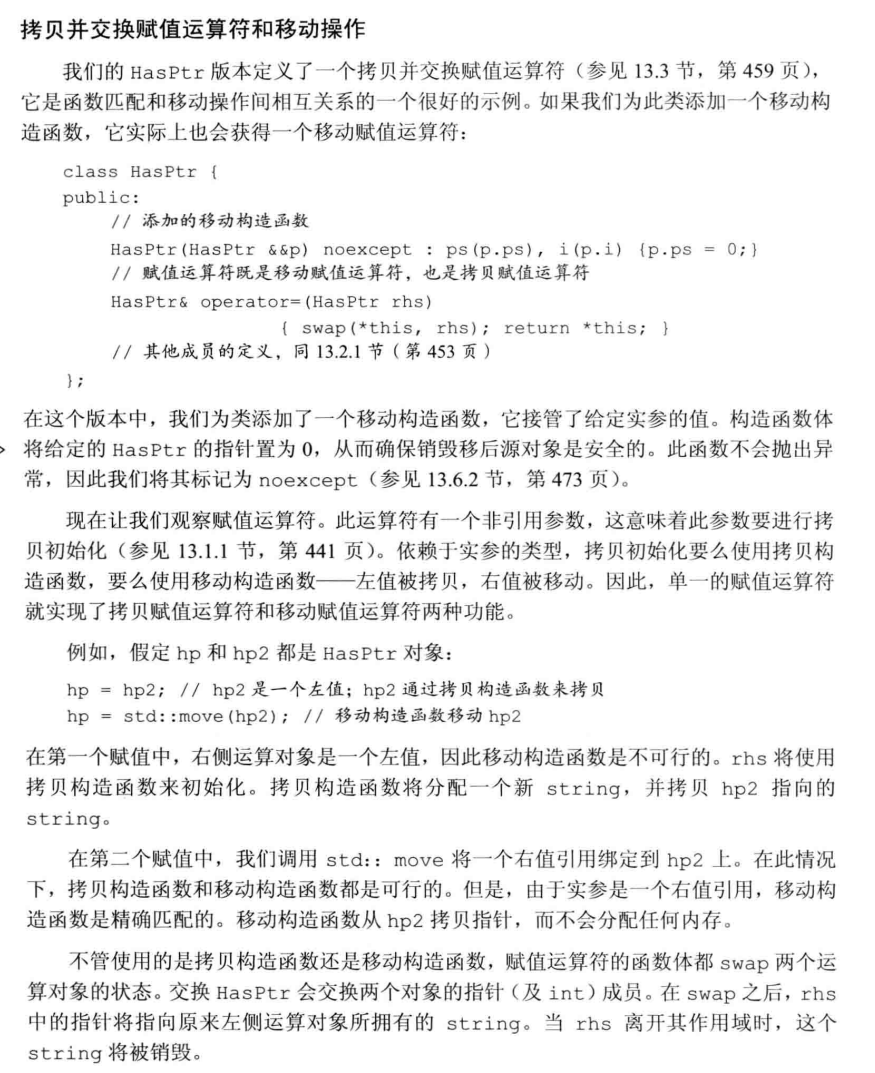 拷贝并交换赋值运算符和移动操作
我们的 HasPtr 版本定义了一个拷贝并交换赋值运算符（参见 13.3 节，第 459 页），
它是函数匹配和移动操作间相互关系的一个很好的示例。如果我们为此类添加一个移动构
造函数，它实际上也会获得一个移动赋值运算符：
class HasPtr {
public:
// 添加的移动构造函数
HasPtr(HasPtr &&p) noexcept : ps(p.ps), i(p.i) {p.ps = 0;}
// 赋值运算符既是移动赋值运算符，也是拷贝赋值运算符
HasPtr& operator=(HasPtr rhs)
{ swap(*this, rhs); return *this; }
// 其他成员的定义，同 13.2.1 节（第 453 页）
};
在这个版本中，我们为类添加了一个移动构造函数，它接管了给定实参的值。构造函数体
将给定的 HasPtr 的指针置为 0，从而确保销毁移后源对象是安全的。此函数不会抛出异
常，因此我们将其标记为 noexcept（参见 13.6.2 节，第 473 页）。
现在让我们观察赋值运算符。此运算符有一个非引用参数，这意味着此参数要进行拷
贝初始化（参见 13.1.1 节，第 441 页）。依赖于实参的类型，拷贝初始化要么使用拷贝构
造函数，要么使用移动构造函数——左值被拷贝，右值被移动。因此，单一的赋值运算符
就实现了拷贝赋值运算符和移动赋值运算符两种功能。
例如，假定 hp 和 hp2 都是 HasPtr 对象：
hp = hp2; // hp2 是一个左值；hp2 通过拷贝构造函数来拷贝
hp = std::move(hp2); // 移动构造函数移动 hp2
在第一个赋值中，右侧运算对象是一个左值，因此移动构造函数是不可行的。rhs 将使用
拷贝构造函数来初始化。拷贝构造函数将分配一个新 string，并拷贝 hp2 指向的
string。
在第二个赋值中，我们调用 std:: move 将一个右值引用绑定到 hp2 上。在此情况
下，拷贝构造函数和移动构造函数都是可行的。但是，由于实参是一个右值引用，移动构
造函数是精确匹配的。移动构造函数从 hp2 拷贝指针，而不会分配任何内存。
不管使用的是拷贝构造函数还是移动构造函数，赋值运算符的函数体都 swap 两个运
算对象的状态。交换 HasPtr 会交换两个对象的指针（及 int）成员。在 swap 之后，rhs
中的指针将指向原来左侧运算对象所拥有的 string。当 rhs 离开其作用域时，这个
string 将被销毁。